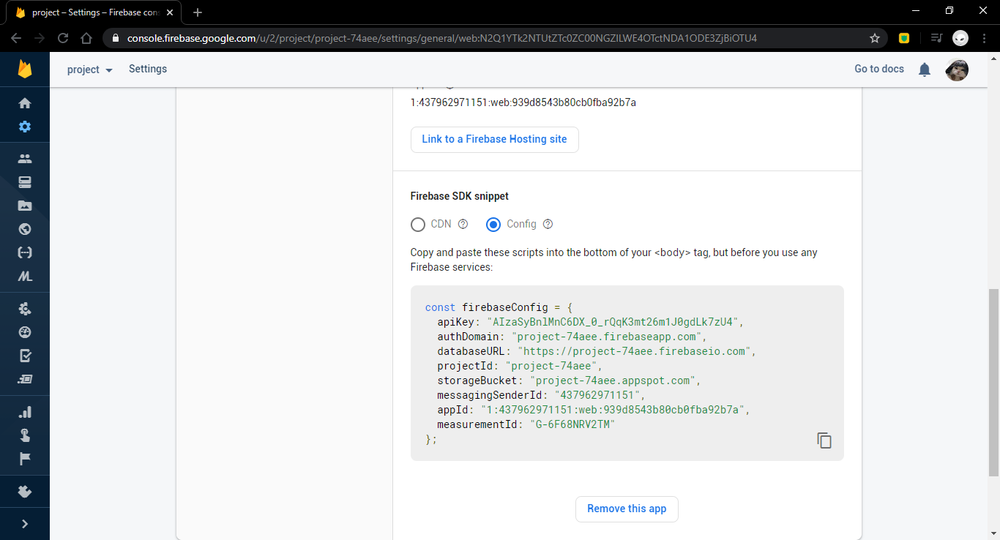 project – Settings – Firebase cons
console.firebase.google.com/u/2/project/project-74aee/settings/general/web:N2Q1YTk2NTUtZTc0ZC00NGZlLWE4OTctNDA1ODE3ZjBiOTU4
project
Settings
Go to docs
1:437962971151:web:939d8543b80cb0fba92b7a
Link to a Firebase Hosting site
Firebase SDK snippet
CDN
Config
Copy and paste these scripts into the bottom of your <body> tag, but before you use any
Firebase services:
const firebaseConfig = {
apiKey: "AIzaSyBnlMnC6DX_0_rQqK3mt26m1J0gdLk7zU4",
authDomain: "project-74aee.firebaseapp.com",
databaseURL: "https://project-74aee.firebaseio.com",
projectId: "project-74aee",
storageBucket: "project-74aee.appspot.com",
messagingSenderId: "437962971151",
appId: "1:437962971151:web:939d8543b80cb0fba92b7a",
measurementId: "G-6F68NRV2TM"
};
Remove this app